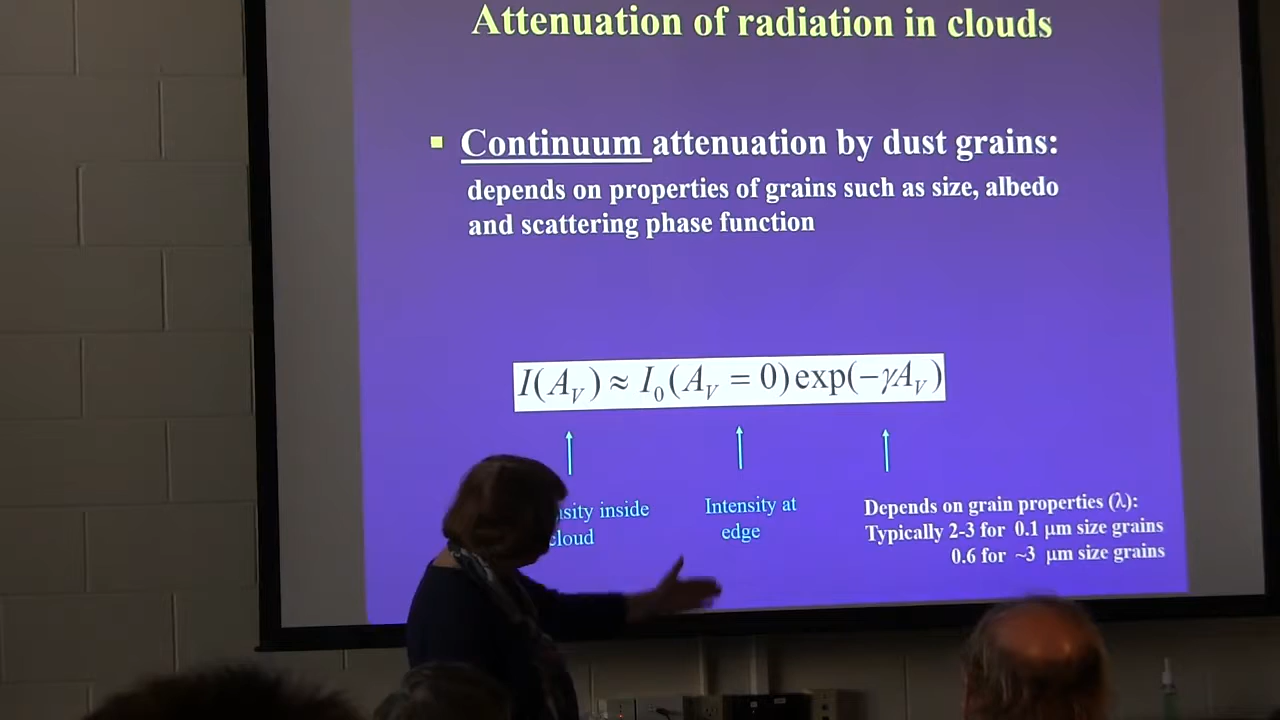 Attenuation of radiation in clouds
▪ Continuum attenuation by dust grains:
depends on properties of grains such as size, albedo
and scattering phase function
I(A_V) ≈ I_0(A_V = 0)exp(−γA_V)
inside
cloud
Intensity at
edge
Depends on grain properties (λ):
Typically 2-3 for 0.1 μm size grains
0.6 for ~3 μm size grains